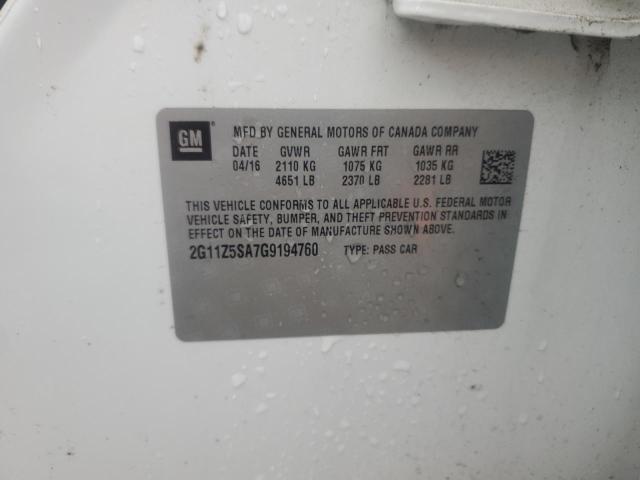 GM
MFD BY GENERAL MOTORS OF CANADA COMPANY
DATE GVWR GAWR FRT GAWR RR
04/16 2110 KG 1075 KG 1035 KG
4651 LB 2370 LB 2281 LB
THIS VEHICLE CONFORMS TO ALL APPLICABLE U.S. FEDERAL MOTOR
VEHICLE SAFETY, BUMPER, AND THEFT PREVENTION STANDARDS IN
EFFECT ON THE DATE OF MANUFACTURE SHOWN ABOVE.
2G11Z5SA7G9194760 TYPE: PASS CAR